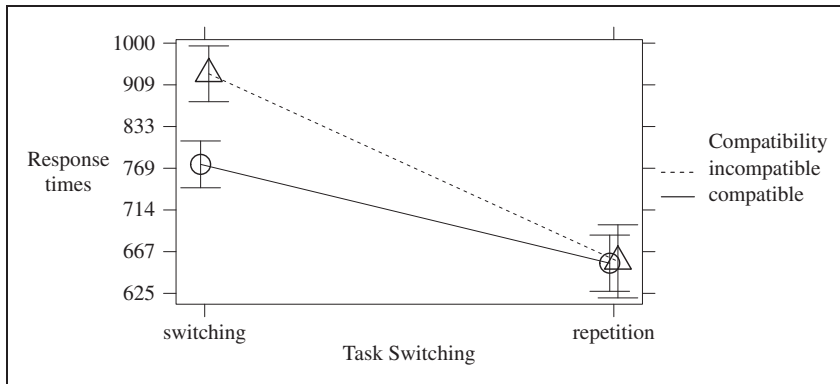 1000
909
833
769
714
667
625
Response
times
switching
repetition
Task Switching
Compatibility
incompatible
compatible